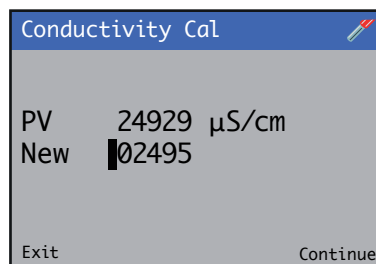 Conductivity Cal
PV 24929 μS/cm
New 02495
Exit Continue